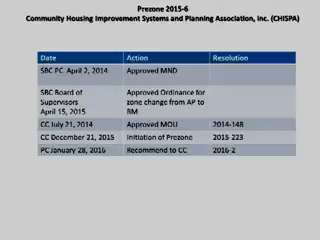 Prezone 2015-6
Community Housing Improvement Systems and Planning Association, Inc. (CHISPA)
Date Action Resolution
SBC PC. April 2, 2014 Approved MND
SBC Board of Approved Ordinance for
Supervisors zone change from AP to
April 15, 2015 RM
CC July 21, 2014 Approved MOU 2014-148
CC December 21, 2015 Initiation of Prezone 2015-223
PC January 28, 2016 Recommend to CC 2016-2